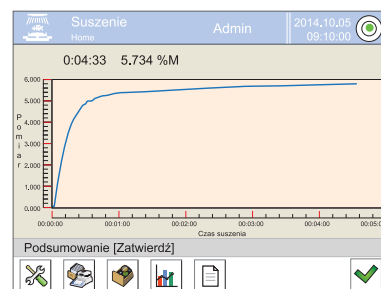 Suszenie Admin 2014.10.05
Home 09:10:00
0:04:33 5.734 %M
6,000
5,000
4,000
3,000
2,000
1,000
0,000
Pomiar
00:00:00 00:01:00 00:02:00 00:03:00 00:04:00 00:05:0
Czas suszenia
Podsumowanie [Zatwierdź]